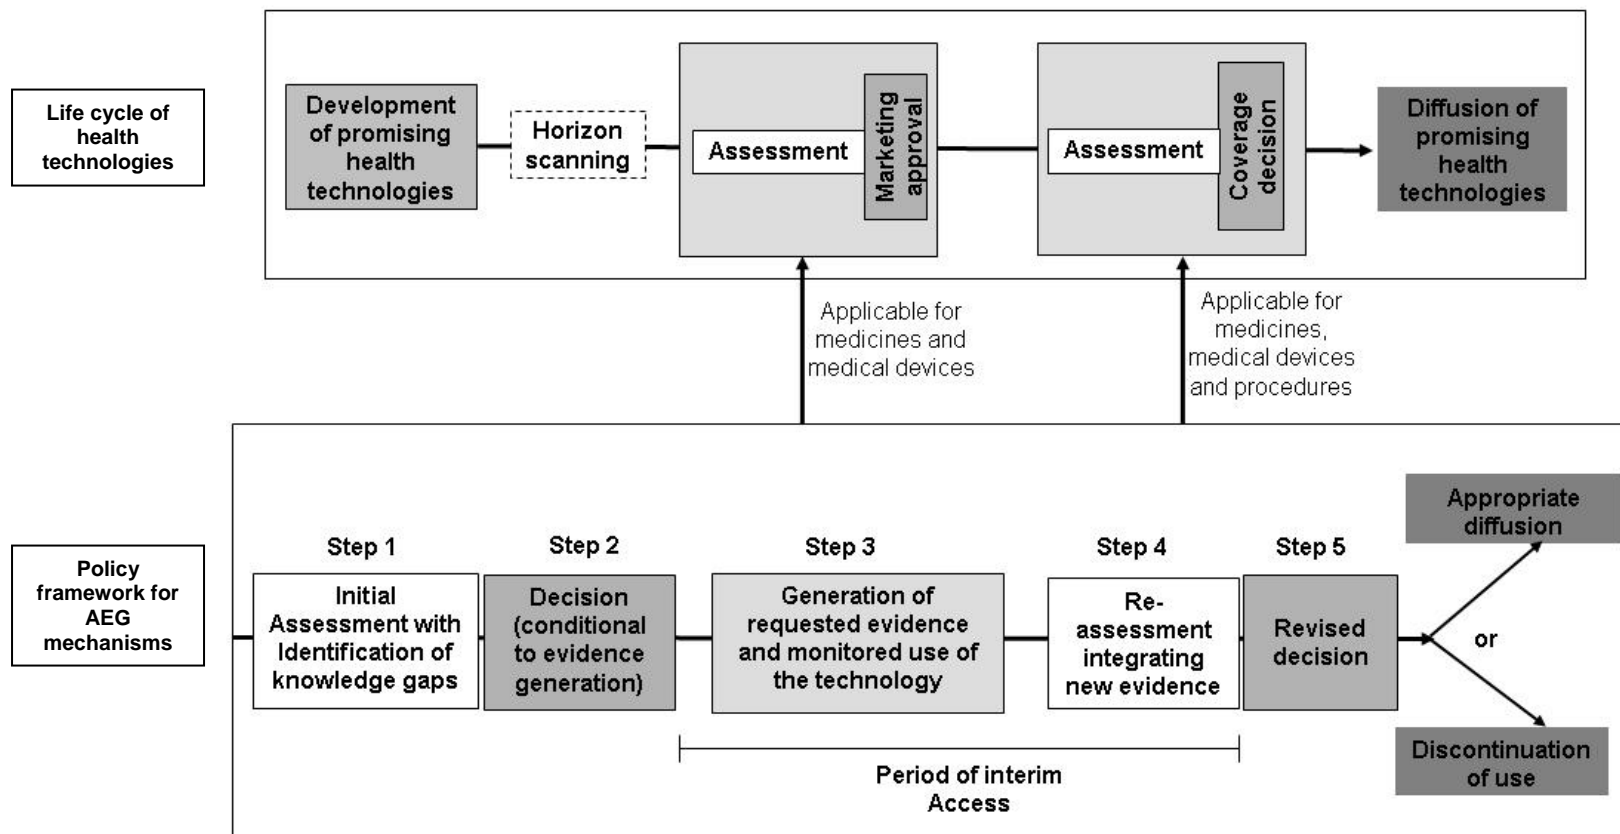 Life cycle of
health
technologies
Development
of promising
health
technologies
Horizon
scanning
Assessment
Marketing
approval
Assessment
Coverage
decision
Diffusion of
promising
health
technologies
Applicable for
medicines and
medical devices
Applicable for
medicines,
medical devices
and procedures
Policy
framework for
AEG
mechanisms
Step 1
Initial
Assessment with
Identification of
knowledge gaps
Step 2
Decision
(conditional
to evidence
generation)
Step 3
Generation of
requested evidence
and monitored use of
the technology
Step 4
Re-
assessment
integrating
new evidence
Step 5
Revised
decision
Appropriate
diffusion
or
Discontinuation
of use
Period of interim
Access